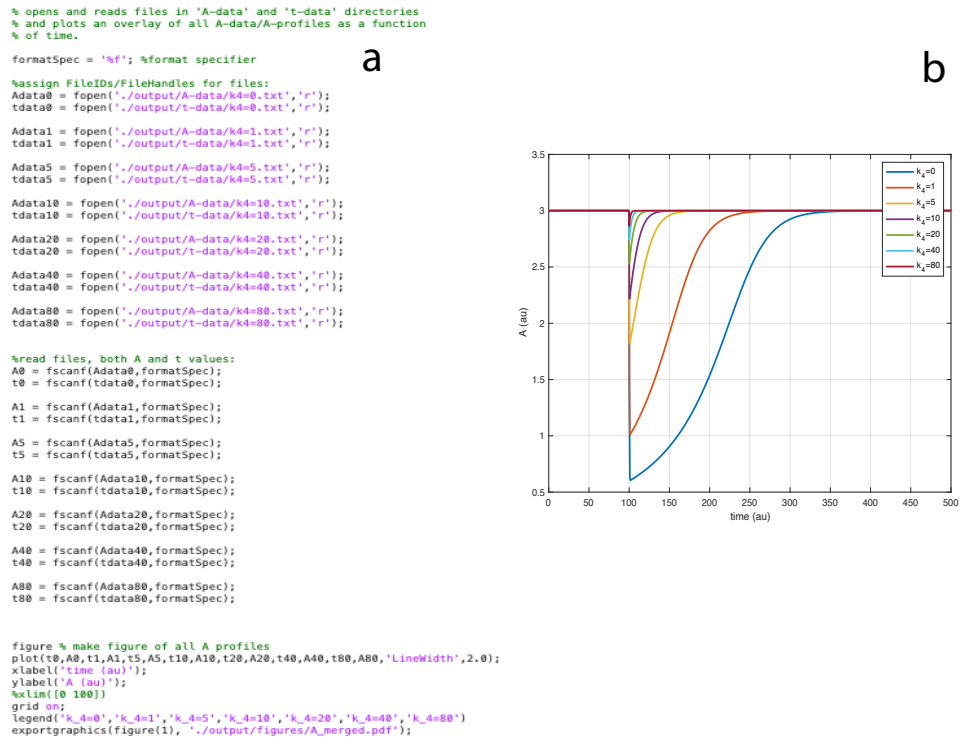 % opens and reads files in 'A-data' and 't-data' directories
% and plots an overlay of all A-data/A-profiles as a function
% of time.
formatSpec = '%f'; %format specifier
a
%assign FileIDs/FileHandles for files:
Adata0 = fopen('./output/A-data/k4=0.txt','r');
tdata0 = fopen('./output/t-data/k4=0.txt','r');
Adata1 = fopen('./output/A-data/k4=1.txt','r');
tdata1 = fopen('./output/t-data/k4=1.txt','r');
Adata5 = fopen('./output/A-data/k4=5.txt','r');
tdata5 = fopen('./output/t-data/k4=5.txt','r');
Adata10 = fopen('./output/A-data/k4=10.txt','r');
tdata10 = fopen('./output/t-data/k4=10.txt','r');
Adata20 = fopen('./output/A-data/k4=20.txt','r');
tdata20 = fopen('./output/t-data/k4=20.txt','r');
Adata40 = fopen('./output/A-data/k4=40.txt','r');
tdata40 = fopen('./output/t-data/k4=40.txt','r');
Adata80 = fopen('./output/A-data/k4=80.txt','r');
tdata80 = fopen('./output/t-data/k4=80.txt','r');
%read files, both A and t values:
A0 = fscanf(Adata0,formatSpec);
t0 = fscanf(tdata0,formatSpec);
A1 = fscanf(Adata1,formatSpec);
t1 = fscanf(tdata1,formatSpec);
A5 = fscanf(Adata5,formatSpec);
t5 = fscanf(tdata5,formatSpec);
A10 = fscanf(Adata10,formatSpec);
t10 = fscanf(tdata10,formatSpec);
A20 = fscanf(Adata20,formatSpec);
t20 = fscanf(tdata20,formatSpec);
A40 = fscanf(Adata40,formatSpec);
t40 = fscanf(tdata40,formatSpec);
A80 = fscanf(Adata80,formatSpec);
t80 = fscanf(tdata80,formatSpec);
figure % make figure of all A profiles
plot(t0,A0,t1,A1,t5,A5,t10,A10,t20,A20,t40,A40,t80,A80,'LineWidth',2.0);
xlabel('time (au)');
ylabel('A (au)');
%xlim([0 100])
grid on;
legend('k_4=0','k_4=1','k_4=5','k_4=10','k_4=20','k_4=40','k_4=80')
exportgraphics(figure(1), './output/figures/A_merged.pdf');
b
3.5
3
2.5
2
1.5
1
0.5
A (au)
0 50 100 150 200 250 300 350 400 450 500
time (au)
k4=0
k4=1
k4=5
k4=10
k4=20
k4=40
k4=80